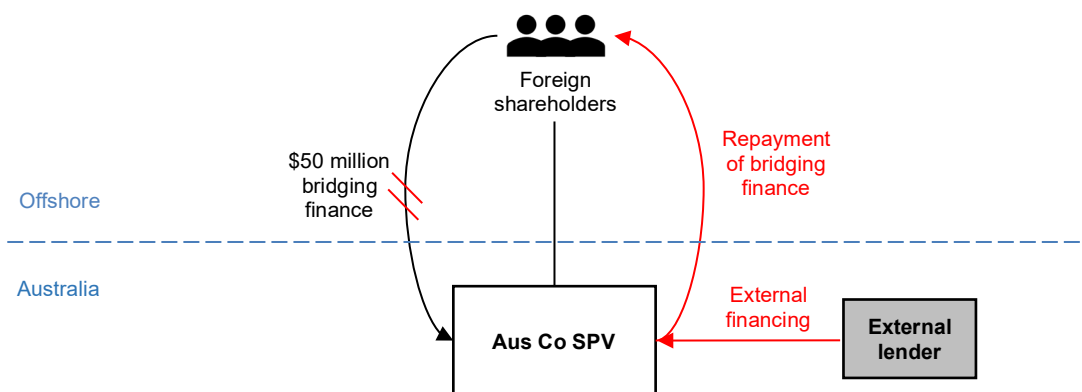 Foreign
shareholders
$50 million
bridging
finance
Repayment
of bridging
finance
Offshore
Australia
External
financing
Aus Co SPV
External
lender